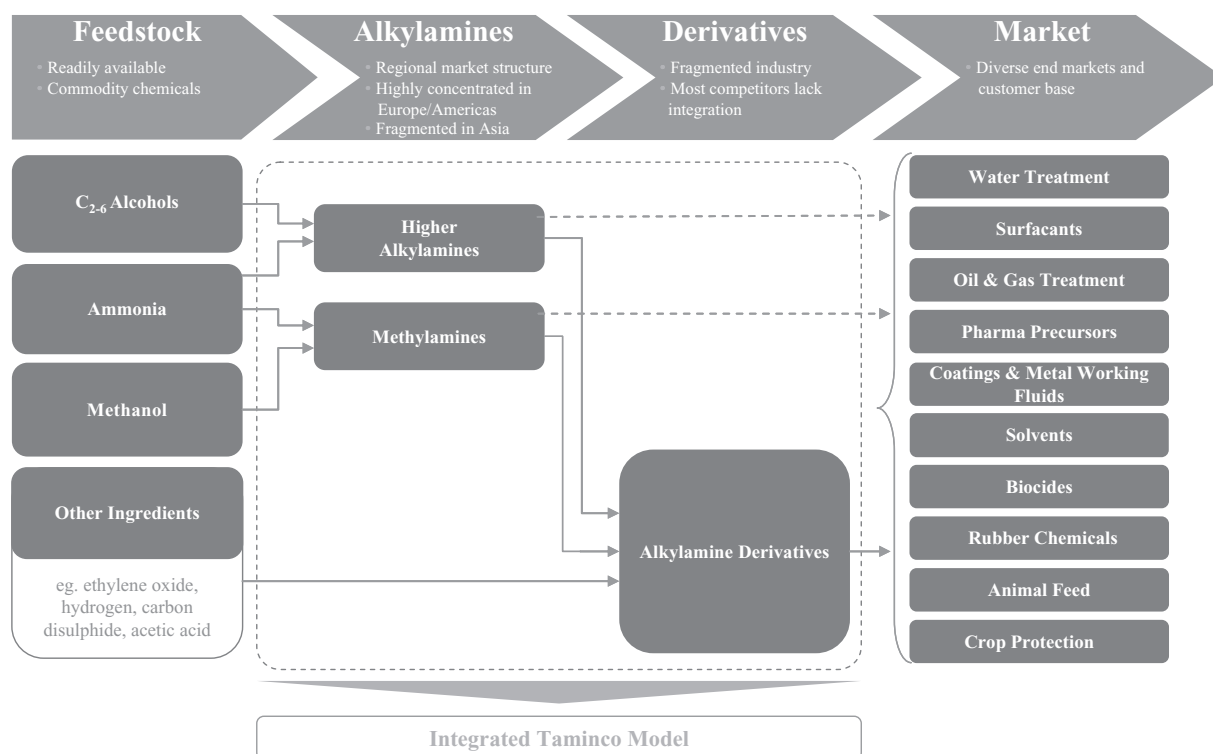 Feedstock
• Readily available
• Commodity chemicals
Alkylamines
• Regional market structure
• Highly concentrated in
Europe/Americas
• Fragmented in Asia
Derivatives
• Fragmented industry
• Most competitors lack
integration
Market
• Diverse end markets and
customer base
C2-6 Alcohols
Ammonia
Methanol
Other Ingredients
eg. ethylene oxide,
hydrogen, carbon
disulphide, acetic acid
Higher
Alkylamines
Methylamines
Alkylamine Derivatives
Water Treatment
Surfacants
Oil & Gas Treatment
Pharma Precursors
Coatings & Metal Working
Fluids
Solvents
Biocides
Rubber Chemicals
Animal Feed
Crop Protection
Integrated Taminco Model